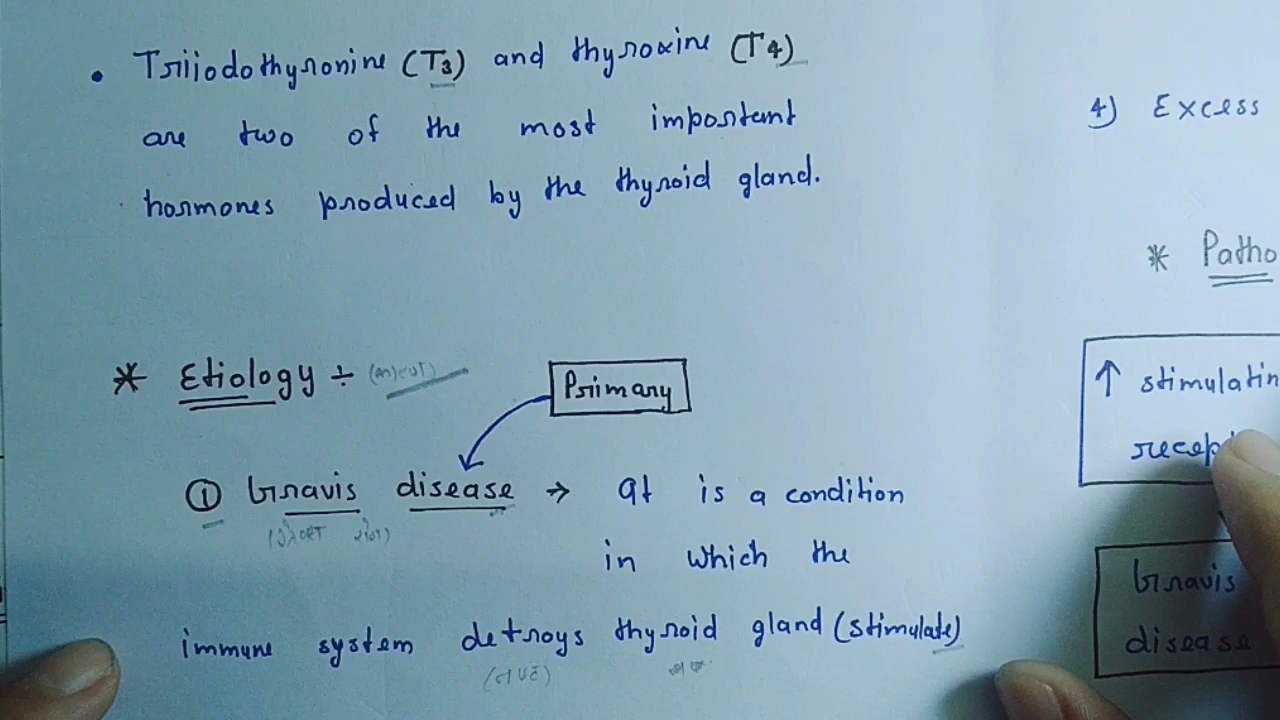 • Triiodothyronine (T3) and thyroxine (T4)
are two of the most important
hormones produced by the thyroid gland.
* Etiology ÷
Primary
① Gravis disease → It is a condition
in which the
immune system detroys thyroid gland (stimulate)
4) Excess
* Patho
↑ stimulatin
recep
Gravis
disease